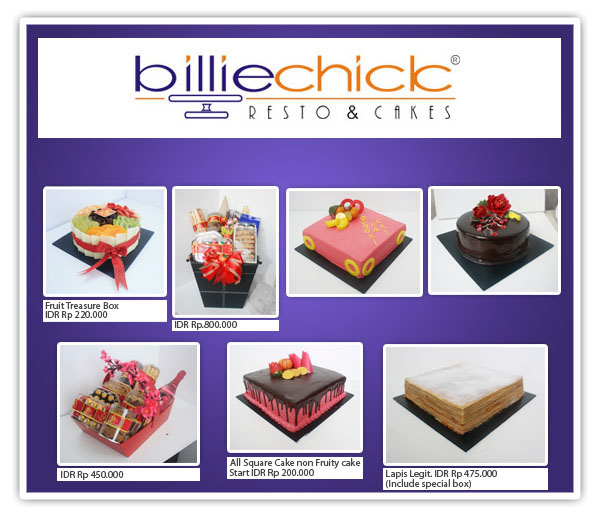 billiechick®
RESTO & CAKES
Fruit Treasure Box
IDR Rp 220.000
IDR Rp.800.000
IDR Rp 450.000
All Square Cake non Fruity cake
Start IDR Rp 200.000
Lapis Legit. IDR Rp 475.000
(Include special box)